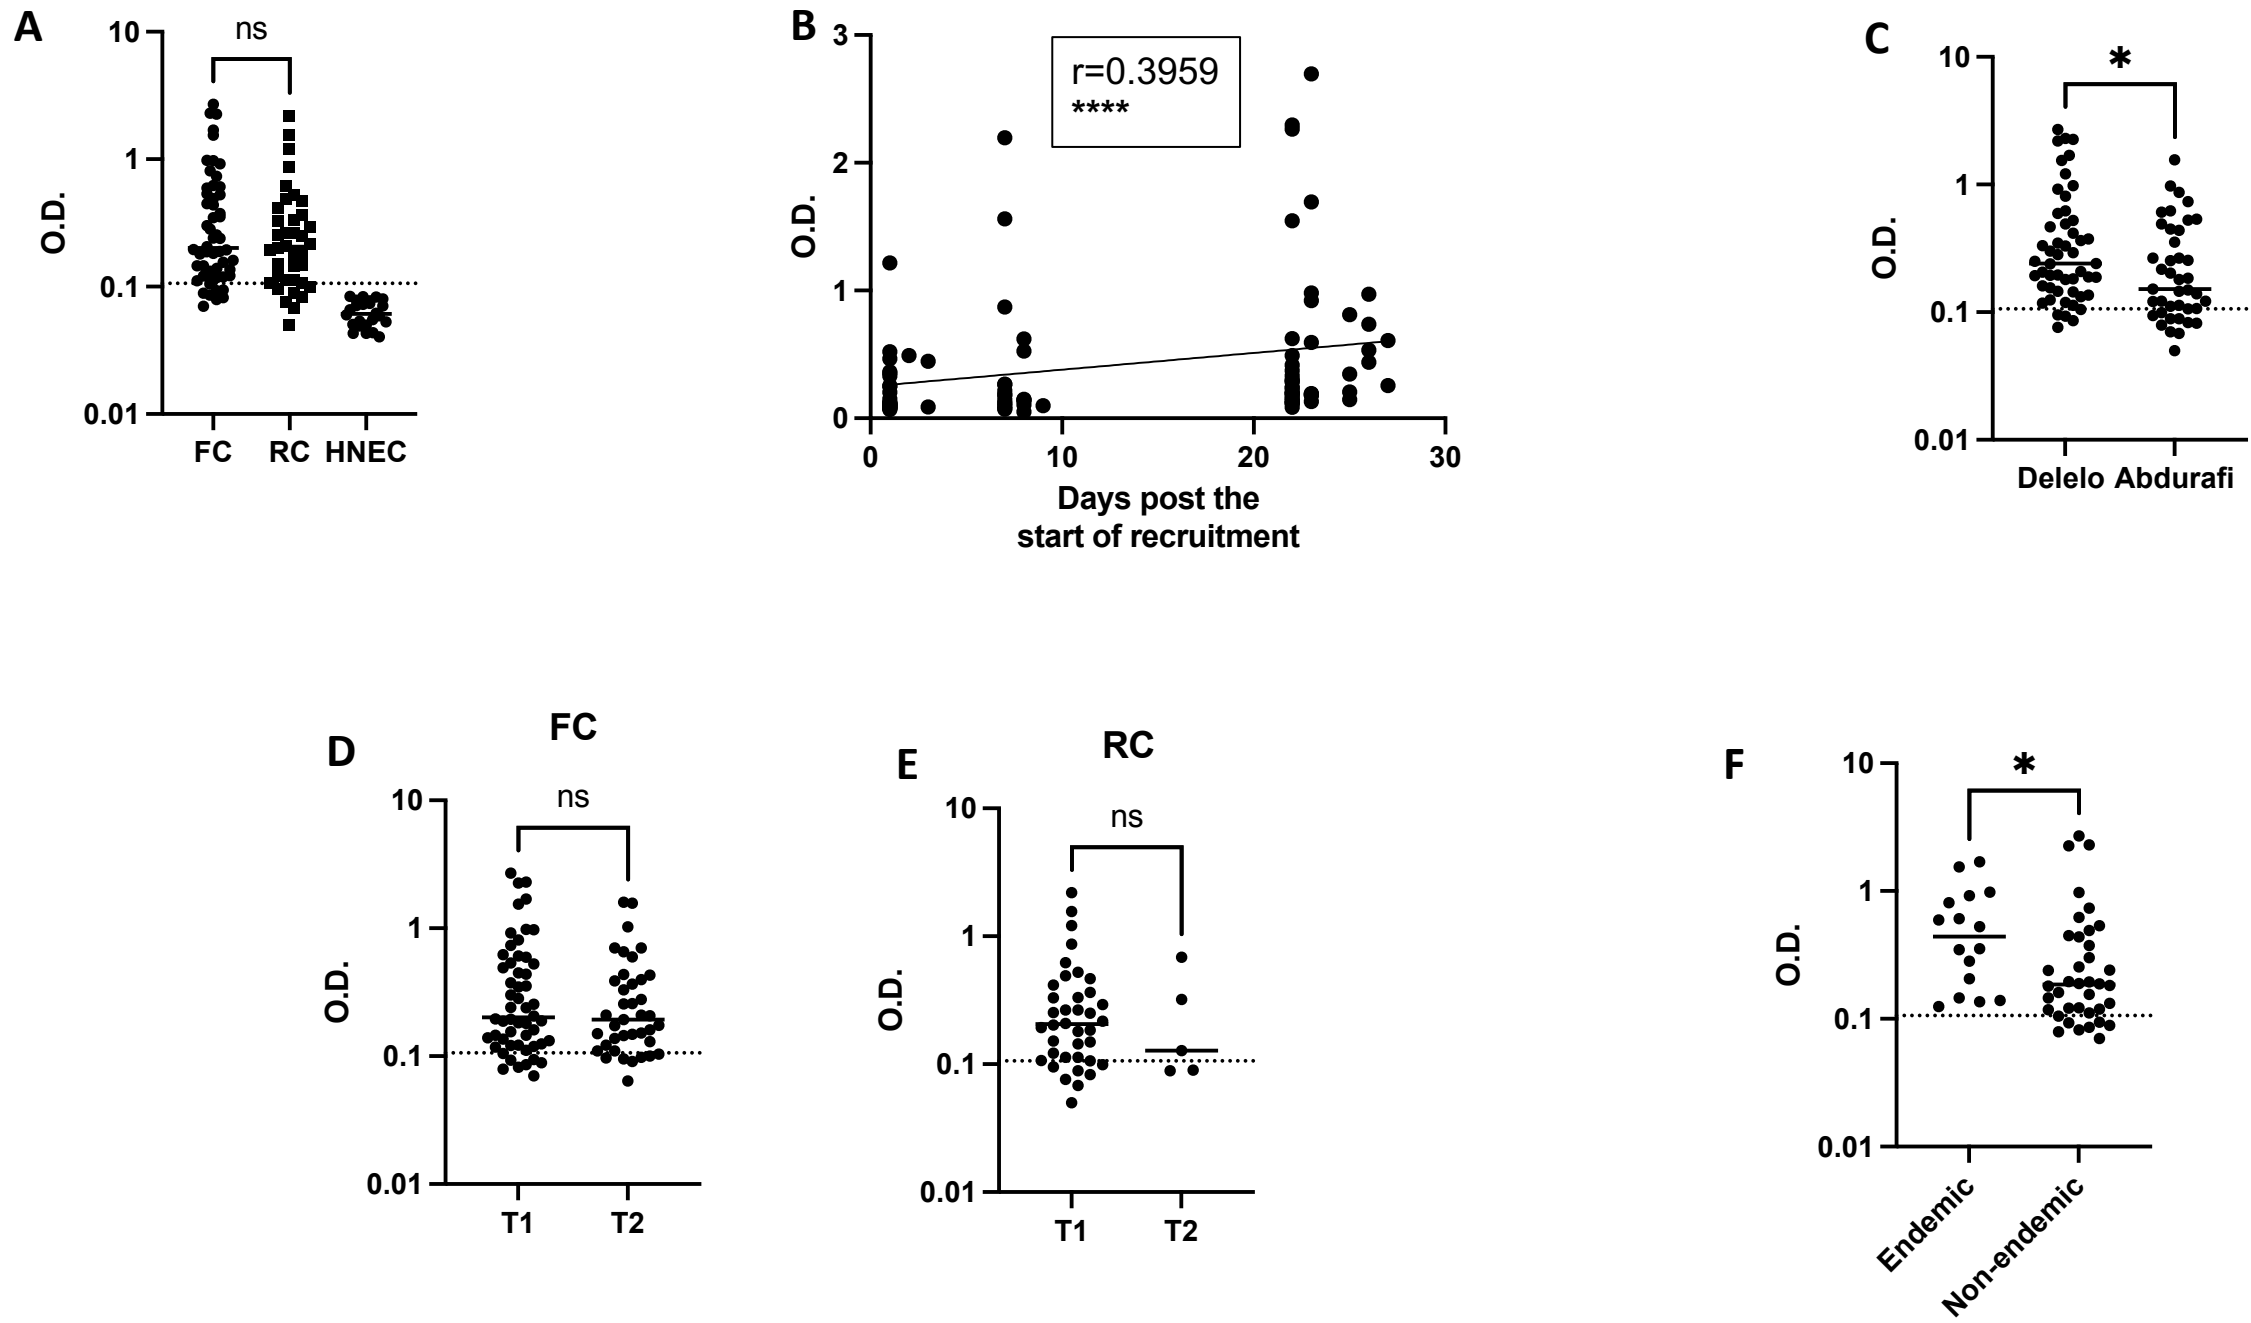 A
ns
10
1
0.1
0.01
O.D.
FC RC HNEC
B
r=0.3959
****
3
2
1
0
O.D.
0 10 20 30
Days post the
start of recruitment
C
*
10
1
0.1
0.01
O.D.
Delelo Abdurafi
D
FC
ns
10
1
0.1
0.01
O.D.
T1 T2
E
RC
ns
10
1
0.1
0.01
O.D.
T1 T2
F
*
10
1
0.1
0.01
O.D.
Endemic
Non-endemic